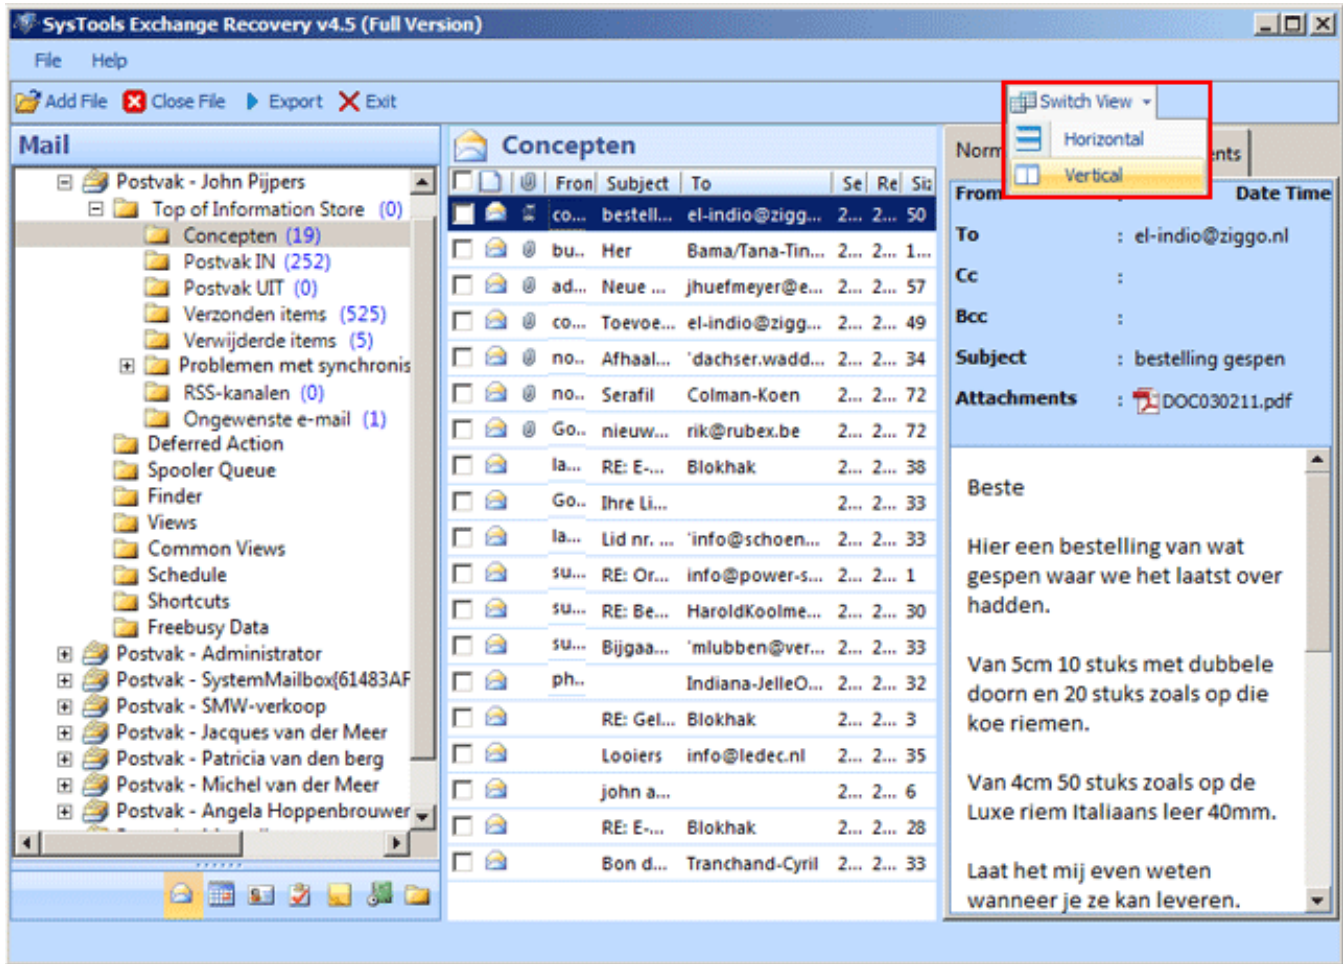 SysTools Exchange Recovery v4.5 (Full Version)
File Help
Add File Close File Export Exit Switch View
Horizontal
Vertical
Mail
Postvak - John Pijpers
Top of Information Store (0)
Concepten (19)
Postvak IN (252)
Postvak UIT (0)
Verzonden items (525)
Verwijderde items (5)
Problemen met synchronis
RSS-kanalen (0)
Ongewenste e-mail (1)
Deferred Action
Spooler Queue
Finder
Views
Common Views
Schedule
Shortcuts
Freebusy Data
Postvak - Administrator
Postvak - SystemMailbox{61483AF
Postvak - SMW-verkoop
Postvak - Jacques van der Meer
Postvak - Patricia van den berg
Postvak - Michel van der Meer
Postvak - Angela Hoppenbrouwer
Concepten
Fron Subject To Se Re Siz
co... bestell... el-indio@zigg... 2... 2... 50
bu.. Her Bama/Tana-Tin... 2... 2... 1...
ad... Neue ... jhuefmeyer@e... 2... 2... 57
co... Toevoe... el-indio@zigg... 2... 2... 49
no.. Afhaal... 'dachser.wadd... 2... 2... 34
no.. Serafil Colman-Koen 2... 2... 72
Go.. nieuw... rik@rubex.be 2... 2... 72
la... RE: E-... Blokhak 2... 2... 38
Go.. Ihre Li... 2... 2... 33
la... Lid nr. ... 'info@schoen... 2... 2... 33
su... RE: Or... info@power-s... 2... 2... 1
su... RE: Be... HaroldKoolme... 2... 2... 30
su... Bijgaa... 'mlubben@ver... 2... 2... 33
ph.. Indiana-JelleO... 2... 2... 32
RE: Gel... Blokhak 2... 2... 3
Looiers info@ledec.nl 2... 2... 35
john a... 2... 2... 6
RE: E-... Blokhak 2... 2... 28
Bon d... Tranchand-Cyril 2... 2... 33
Norm ents
From : Date Time
To : el-indio@ziggo.nl
Cc :
Bcc :
Subject : bestelling gespen
Attachments : DOC030211.pdf
Beste
Hier een bestelling van wat
gespen waar we het laatst over
hadden.
Van 5cm 10 stuks met dubbele
doorn en 20 stuks zoals op die
koe riemen.
Van 4cm 50 stuks zoals op de
Luxe riem Italiaans leer 40mm.
Laat het mij even weten
wanneer je ze kan leveren.